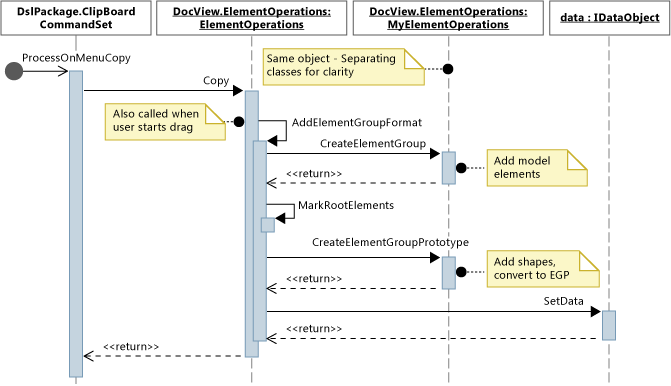 DslPackage.ClipBoard
CommandSet
DocView.ElementOperations:
ElementOperations
DocView.ElementOperations:
MyElementOperations
data : IDataObject
ProcessOnMenuCopy
Same object - Separating
classes for clarity
Copy
Also called when
user starts drag
AddElementGroupFormat
CreateElementGroup
Add model
elements
<<return>>
MarkRootElements
CreateElementGroupPrototype
Add shapes,
convert to EGP
<<return>>
SetData
<<return>>
<<return>>